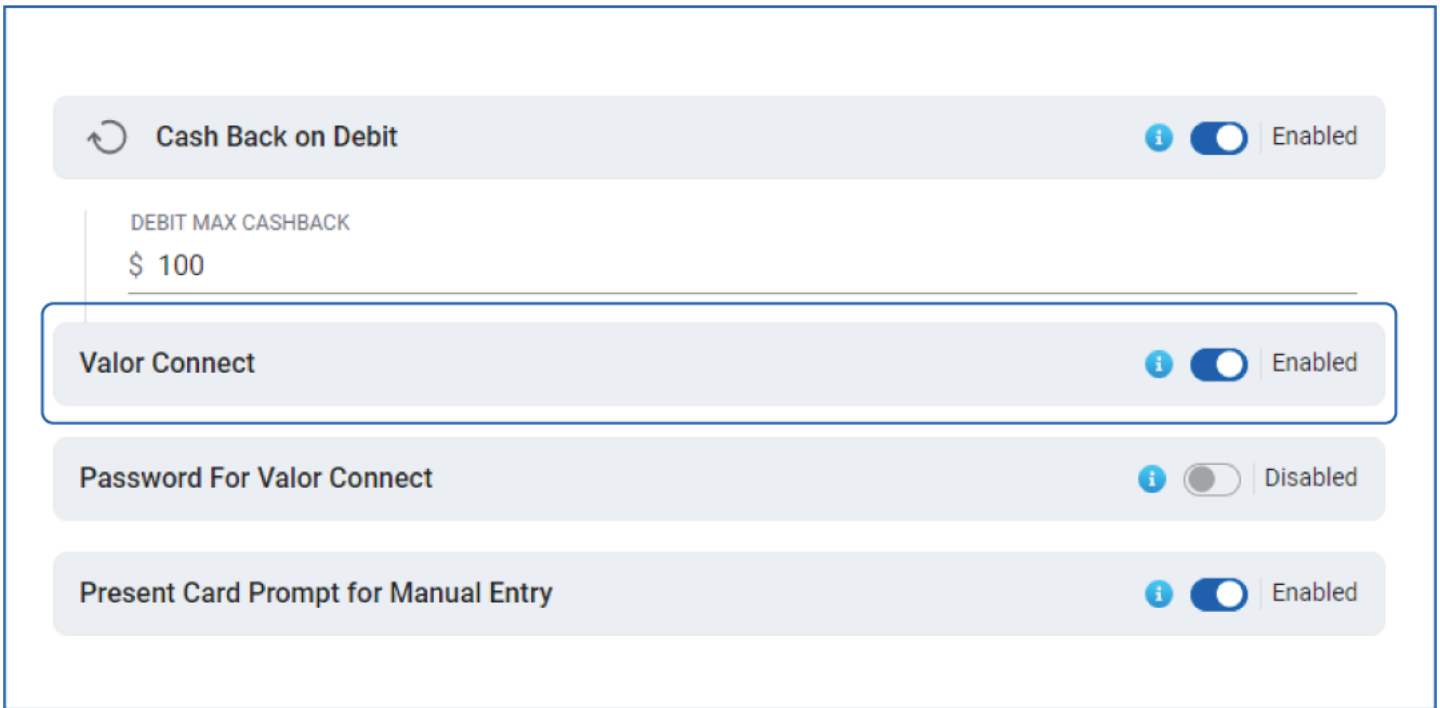 Cash Back on Debit Enabled
DEBIT MAX CASHBACK
$ 100
Valor Connect Enabled
Password For Valor Connect Disabled
Present Card Prompt for Manual Entry Enabled